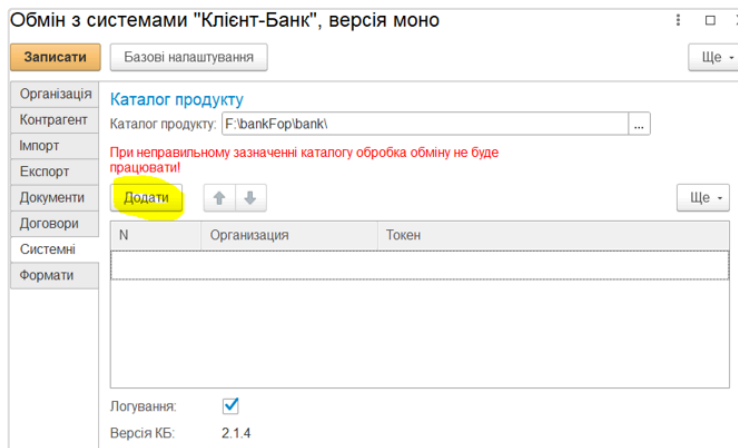 Обмін з системами "Клієнт-Банк", версія моно
Записати Базові налаштування Ще
Організація
Контрагент
Імпорт
Експорт
Документи
Договори
Системні
Формати
Каталог продукту
Каталог продукту: F:\bankFop\bank\ ...
При неправильному зазначенні каталогу обробка обміну не буде
працювати!
Додати Ще
N Организация Токен
Логування:
Версія КБ: 2.1.4